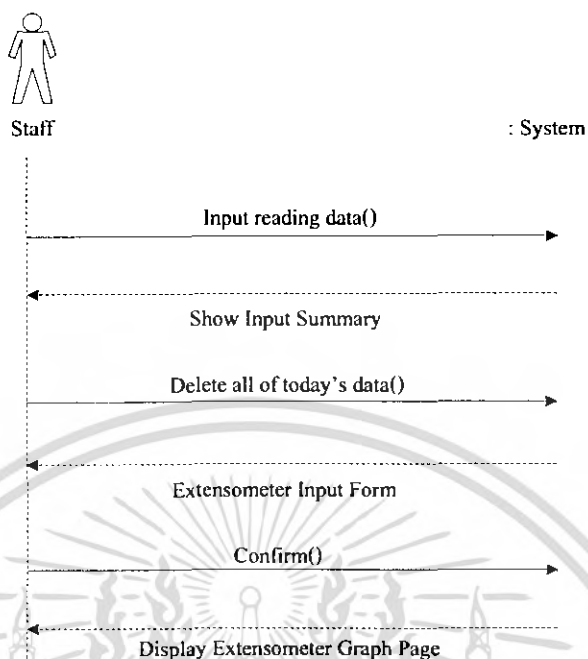 Staff
: System
Input reading data()
Show Input Summary
Delete all of today's data()
Extensometer Input Form
Confirm()
Display Extensometer Graph Page